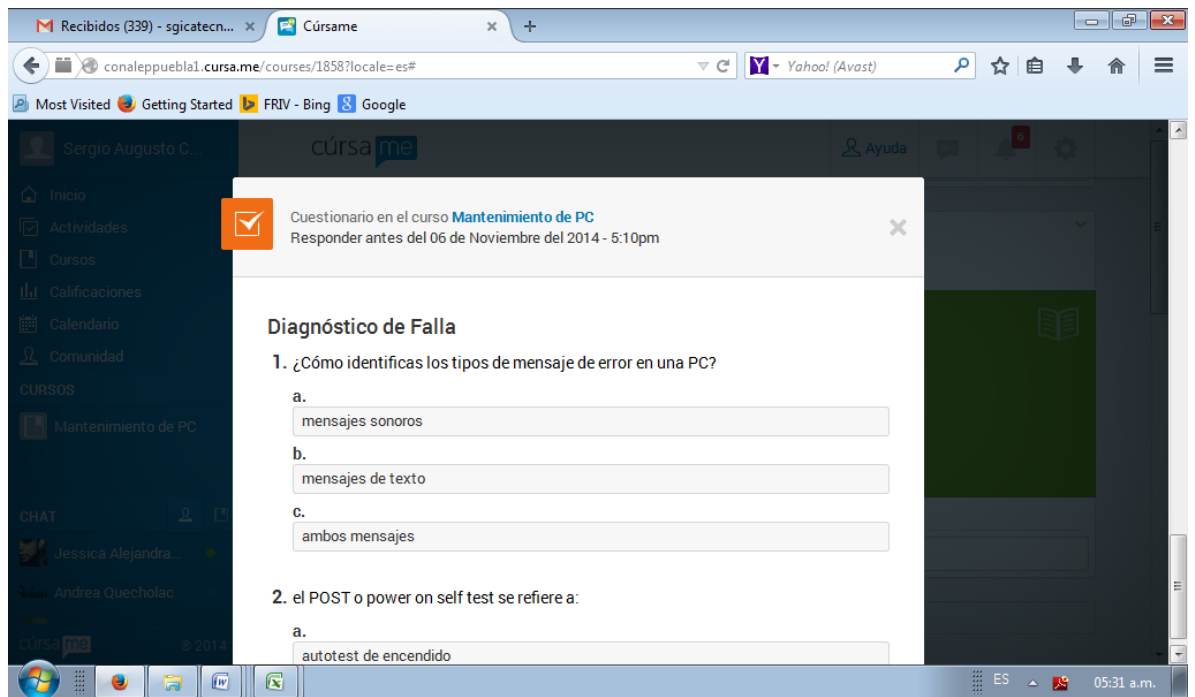 Recibidos (339) - sgicatecn... × Cúrsame × +
conaleppuebla1.cursa.me/courses/1858?locale=es# Yahoo! (Avast)
Most Visited Getting Started FRIV - Bing Google
Sergio Augusto C... cúrsame Ayuda 6
Inicio
Actividades
Cursos
Calificaciones
Calendario
Comunidad
CURSOS
Mantenimiento de PC
CHAT
Jessica Alejandra...
Andrea Quecholac
cúrsame ® 2014
Cuestionario en el curso Mantenimiento de PC
Responder antes del 06 de Noviembre del 2014 - 5:10pm
Diagnóstico de Falla
1. ¿Cómo identificas los tipos de mensaje de error en una PC?
a.
mensajes sonoros
b.
mensajes de texto
c.
ambos mensajes
2. el POST o power on self test se refiere a:
a.
autotest de encendido
ES 05:31 a.m.